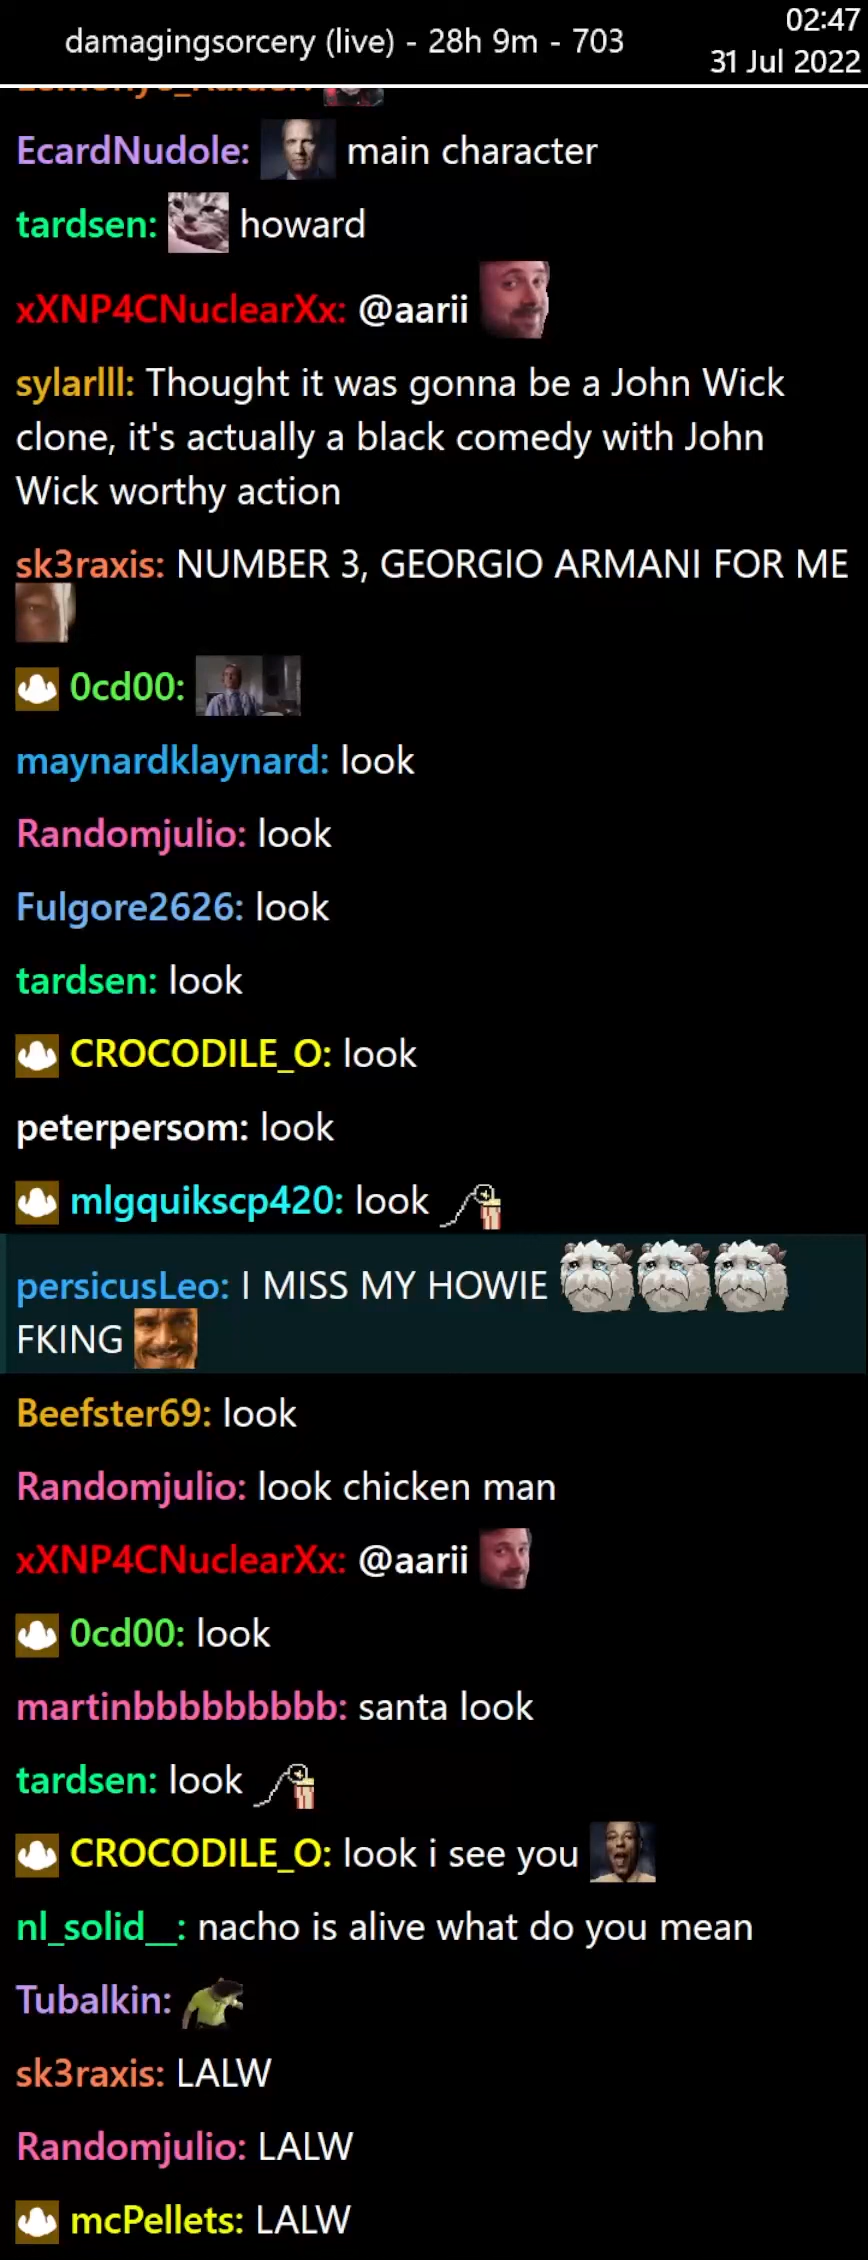 02:47
damagingsorcery (live) - 28h 9m - 703
31 Jul 2022
EcardNudole: main character
tardsen: howard
xXNP4CNuclearXx: @aarii
sylarlll: Thought it was gonna be a John Wick
clone, it's actually a black comedy with John
Wick worthy action
sk3raxis: NUMBER 3, GEORGIO ARMANI FOR ME
0cd00:
maynardklaynard: look
Randomjulio: look
Fulgore2626: look
tardsen: look
CROCODILE_O: look
peterpersom: look
mlgquikscp420: look
persicusLeo: I MISS MY HOWIE
FKING
Beefster69: look
Randomjulio: look chicken man
xXNP4CNuclearXx: @aarii
0cd00: look
martinbbbbbbbbbb: santa look
tardsen: look
CROCODILE_O: look i see you
nl_solid__: nacho is alive what do you mean
Tubalkin:
sk3raxis: LALW
Randomjulio: LALW
mcPellets: LALW